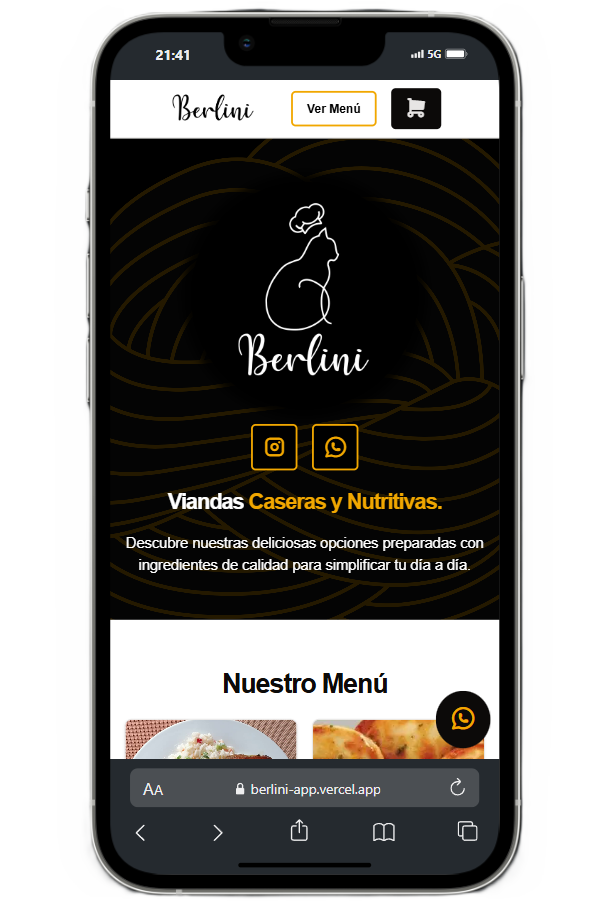 21:41
5G
Berlini
Ver Menú
Berlini
Viandas Caseras y Nutritivas.
Descubre nuestras deliciosas opciones preparadas con
ingredientes de calidad para simplificar tu día a día.
Nuestro Menú
AA
berlini-app.vercel.app